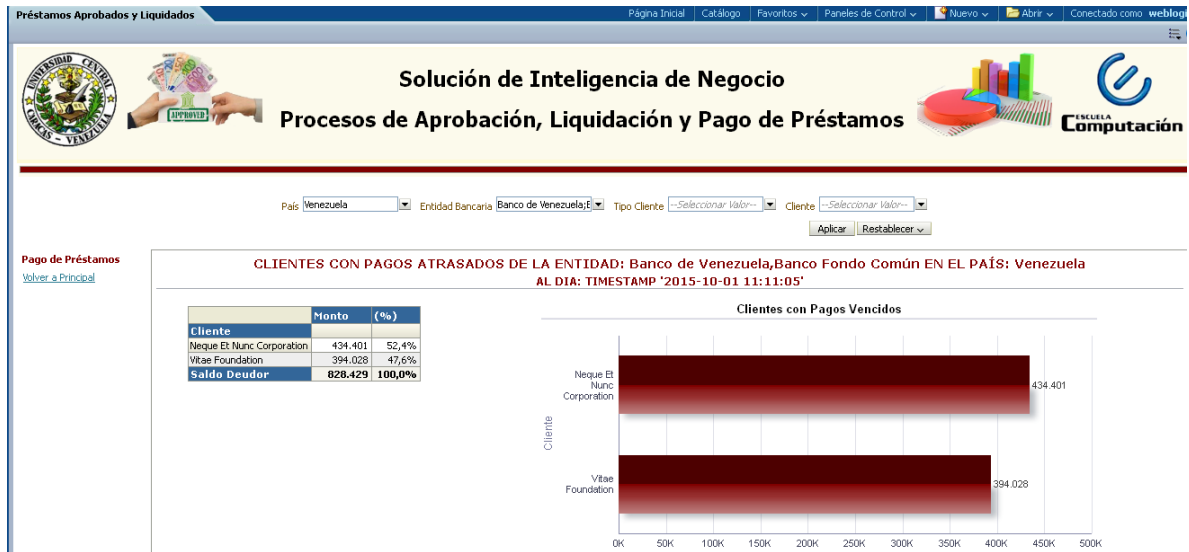 Préstamos Aprobados y Liquidados
Página Inicial Catálogo Favoritos Paneles de Control Nuevo Abrir Conectado como weblogi
UNIVERSIDAD CENTRAL
CARACAS - VENEZUELA
APPROVED
Solución de Inteligencia de Negocio
Procesos de Aprobación, Liquidación y Pago de Préstamos
ESCUELA
Computación
País Venezuela Entidad Bancaria Banco de Venezuela;B Tipo Cliente --Seleccionar Valor-- Cliente --Seleccionar Valor--
Aplicar Restablecer
Pago de Préstamos
Volver a Principal
CLIENTES CON PAGOS ATRASADOS DE LA ENTIDAD: Banco de Venezuela,Banco Fondo Común EN EL PAÍS: Venezuela
AL DIA: TIMESTAMP '2015-10-01 11:11:05'
Monto (%)
Cliente
Neque Et Nunc Corporation 434.401 52,4%
Vitae Foundation 394.028 47,6%
Saldo Deudor 828.429 100,0%
Clientes con Pagos Vencidos
Cliente
Neque Et
Nunc
Corporation
434.401
Vitae
Foundation
394.028
0K 50K 100K 150K 200K 250K 300K 350K 400K 450K 500K